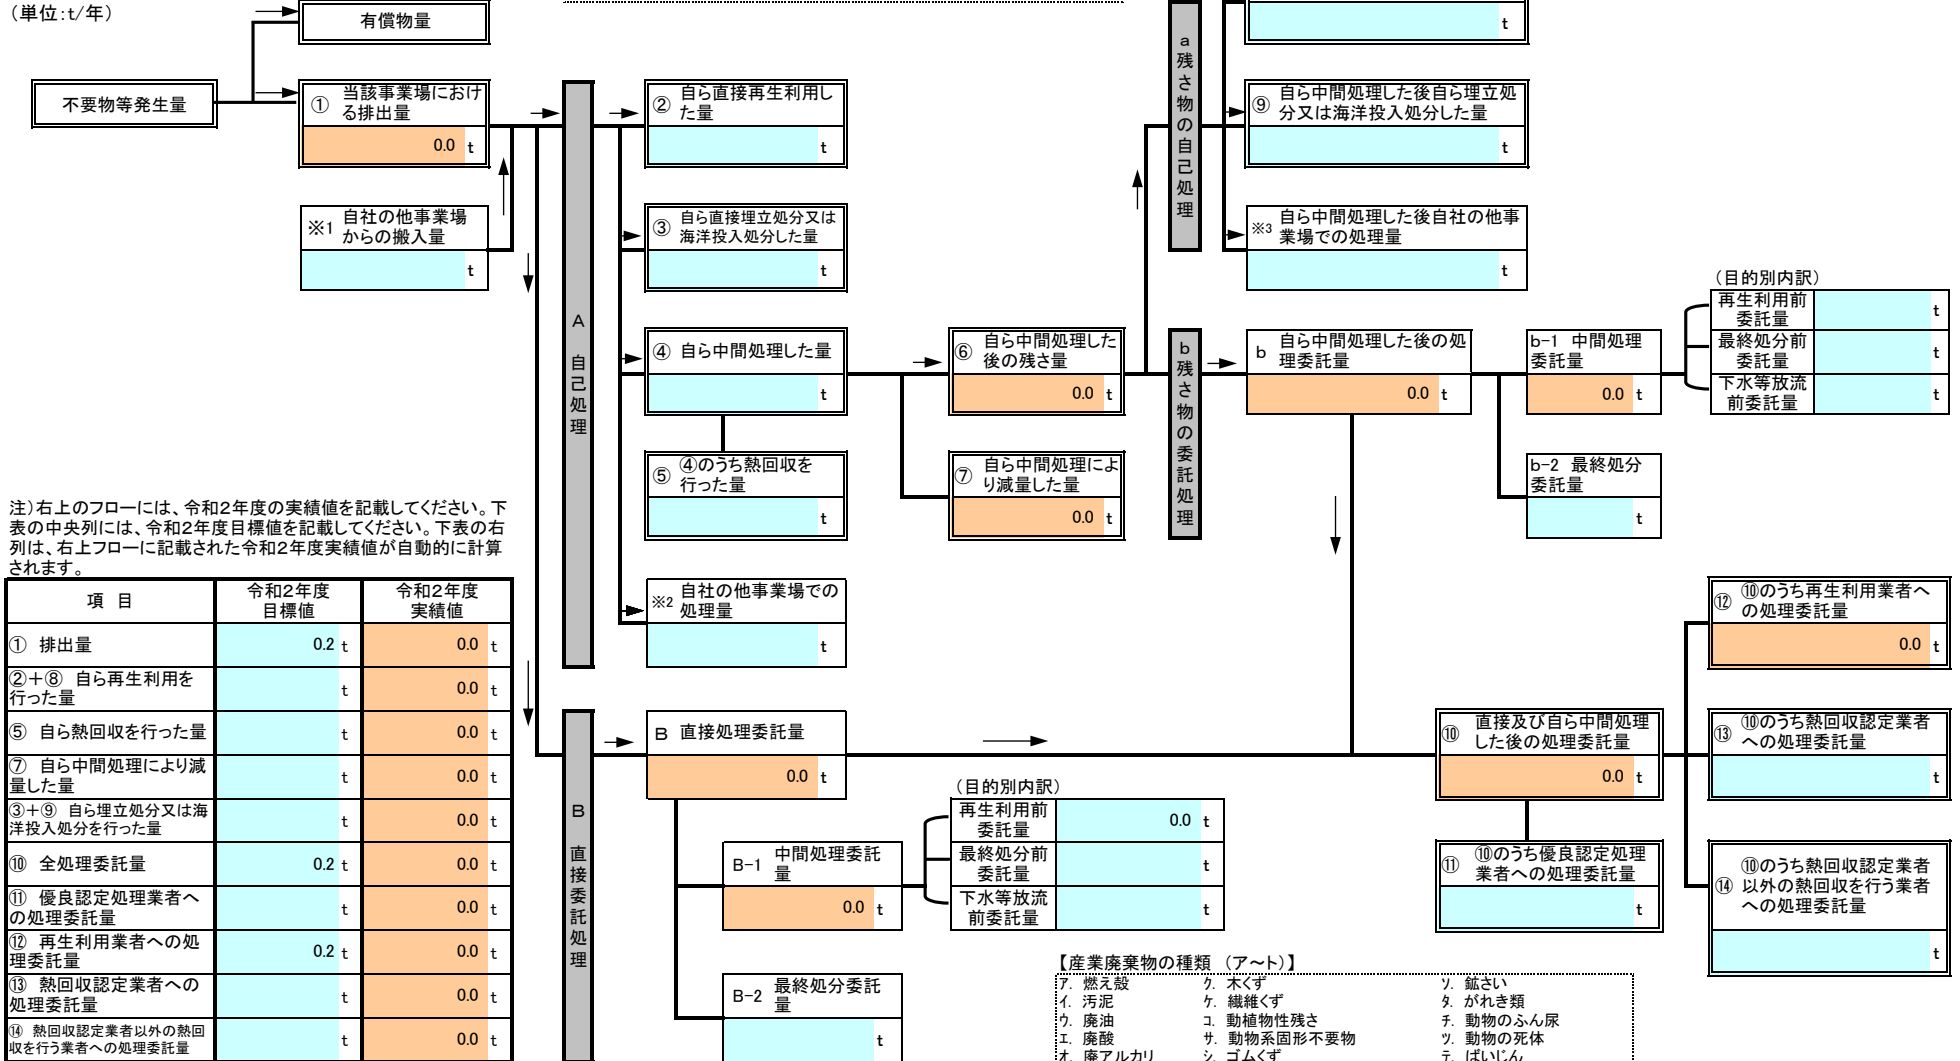 （単位：t/年）
有償物量
不要物等発生量
① 当該事業場におけ
る排出量
0.0 t
※1 自社の他事業場
からの搬入量
t
A 自己処理
② 自ら直接再生利用し
た量
t
③ 自ら直接埋立処分又は
海洋投入処分した量
t
④ 自ら中間処理した量
t
⑤ ④のうち熱回収を
行った量
t
※2 自社の他事業場での
処理量
t
⑥ 自ら中間処理した
後の残さ量
0.0 t
⑦ 自ら中間処理によ
り減量した量
0.0 t
a 残さ物の自己処理
t
⑨ 自ら中間処理した後自ら埋立処
分又は海洋投入処分した量
t
※3 自ら中間処理した後自社の他事
業場での処理量
t
b 残さ物の委託処理
b 自ら中間処理した後の処
理委託量
0.0 t
b-1 中間処理
委託量
0.0 t
b-2 最終処分
委託量
t
（目的別内訳）
再生利用前
委託量
t
最終処分前
委託量
t
下水等放流
前委託量
t
注）右上のフローには、令和２年度の実績値を記載してください。下
表の中央列には、令和２年度目標値を記載してください。下表の右
列は、右上フローに記載された令和２年度実績値が自動的に計算
されます。
項 目 令和２年度 目標値 令和２年度 実績値
① 排出量 0.2 t 0.0 t
②＋⑧ 自ら再生利用を
行った量 t 0.0 t
⑤ 自ら熱回収を行った量 t 0.0 t
⑦ 自ら中間処理により減
量した量 t 0.0 t
③＋⑨ 自ら埋立処分又は海
洋投入処分を行った量 t 0.0 t
⑩ 全処理委託量 0.2 t 0.0 t
⑪ 優良認定処理業者へ
の処理委託量 t 0.0 t
⑫ 再生利用業者への処
理委託量 0.2 t 0.0 t
⑬ 熱回収認定業者への
処理委託量 t 0.0 t
⑭ 熱回収認定業者以外の熱回
収を行う業者への処理委託量 t 0.0 t
B 直接委託処理
B 直接処理委託量
0.0 t
B-1 中間処理委託
量
0.0 t
B-2 最終処分委託
量
t
（目的別内訳）
再生利用前
委託量
0.0 t
最終処分前
委託量
t
下水等放流
前委託量
t
⑩ 直接及び自ら中間処理
した後の処理委託量
0.0 t
⑪ ⑩のうち優良認定処理
業者への処理委託量
t
⑫ ⑩のうち再生利用業者へ
の処理委託量
0.0 t
⑬ ⑩のうち熱回収認定業者
への処理委託量
t
⑭ ⑩のうち熱回収認定業者
以外の熱回収を行う業者
への処理委託量
t
【産業廃棄物の種類 （ア～ト）】
ア. 燃え殻 ク. 木くず ソ. 鉱さい
イ. 汚泥 ケ. 繊維くず タ. がれき類
ウ. 廃油 コ. 動植物性残さ チ. 動物のふん尿
エ. 廃酸 サ. 動物系固形不要物 ツ. 動物の死体
オ. 廃アルカリ シ. ゴムくず テ. ばいじん